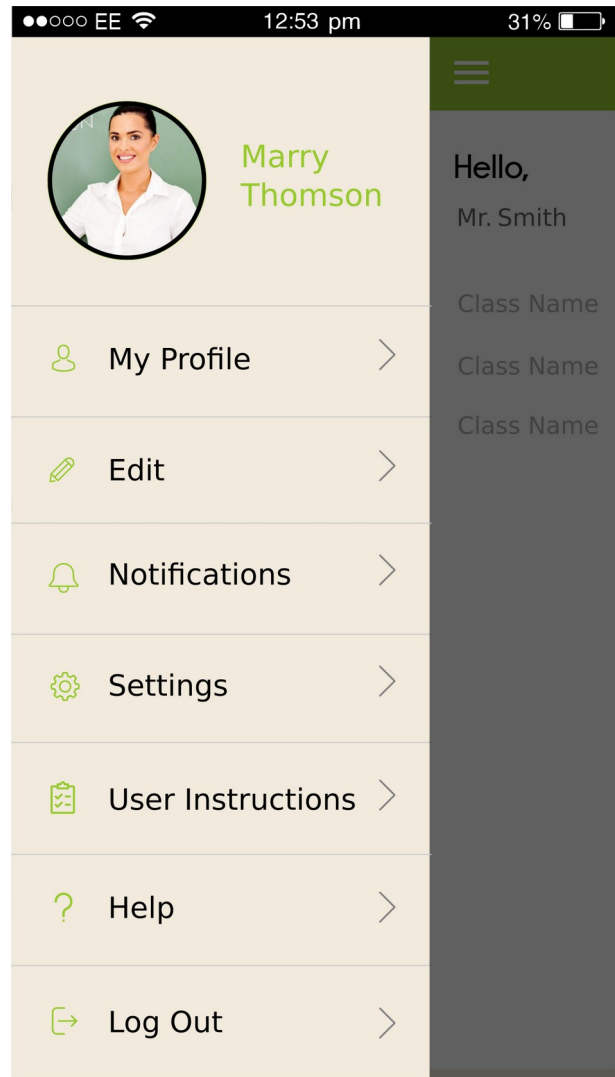 EE 12:53 pm 31%
Marry
Thomson
My Profile
Edit
Notifications
Settings
User Instructions
Help
Log Out
Hello,
Mr. Smith
Class Name
Class Name
Class Name